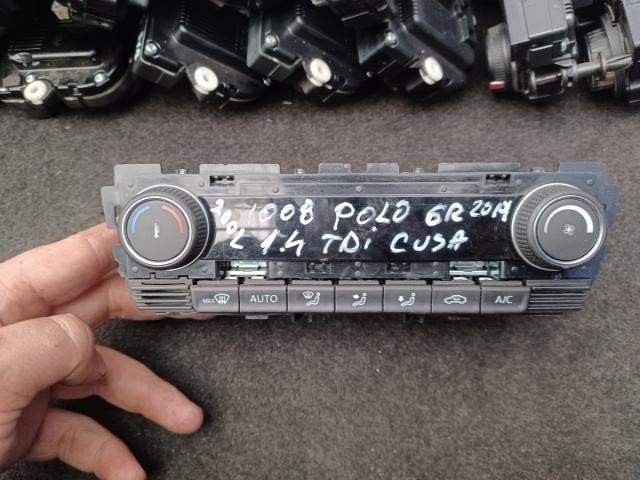 1008 POLO 6R 2014
1.4 TDi CUSA
MAX AUTO A/C